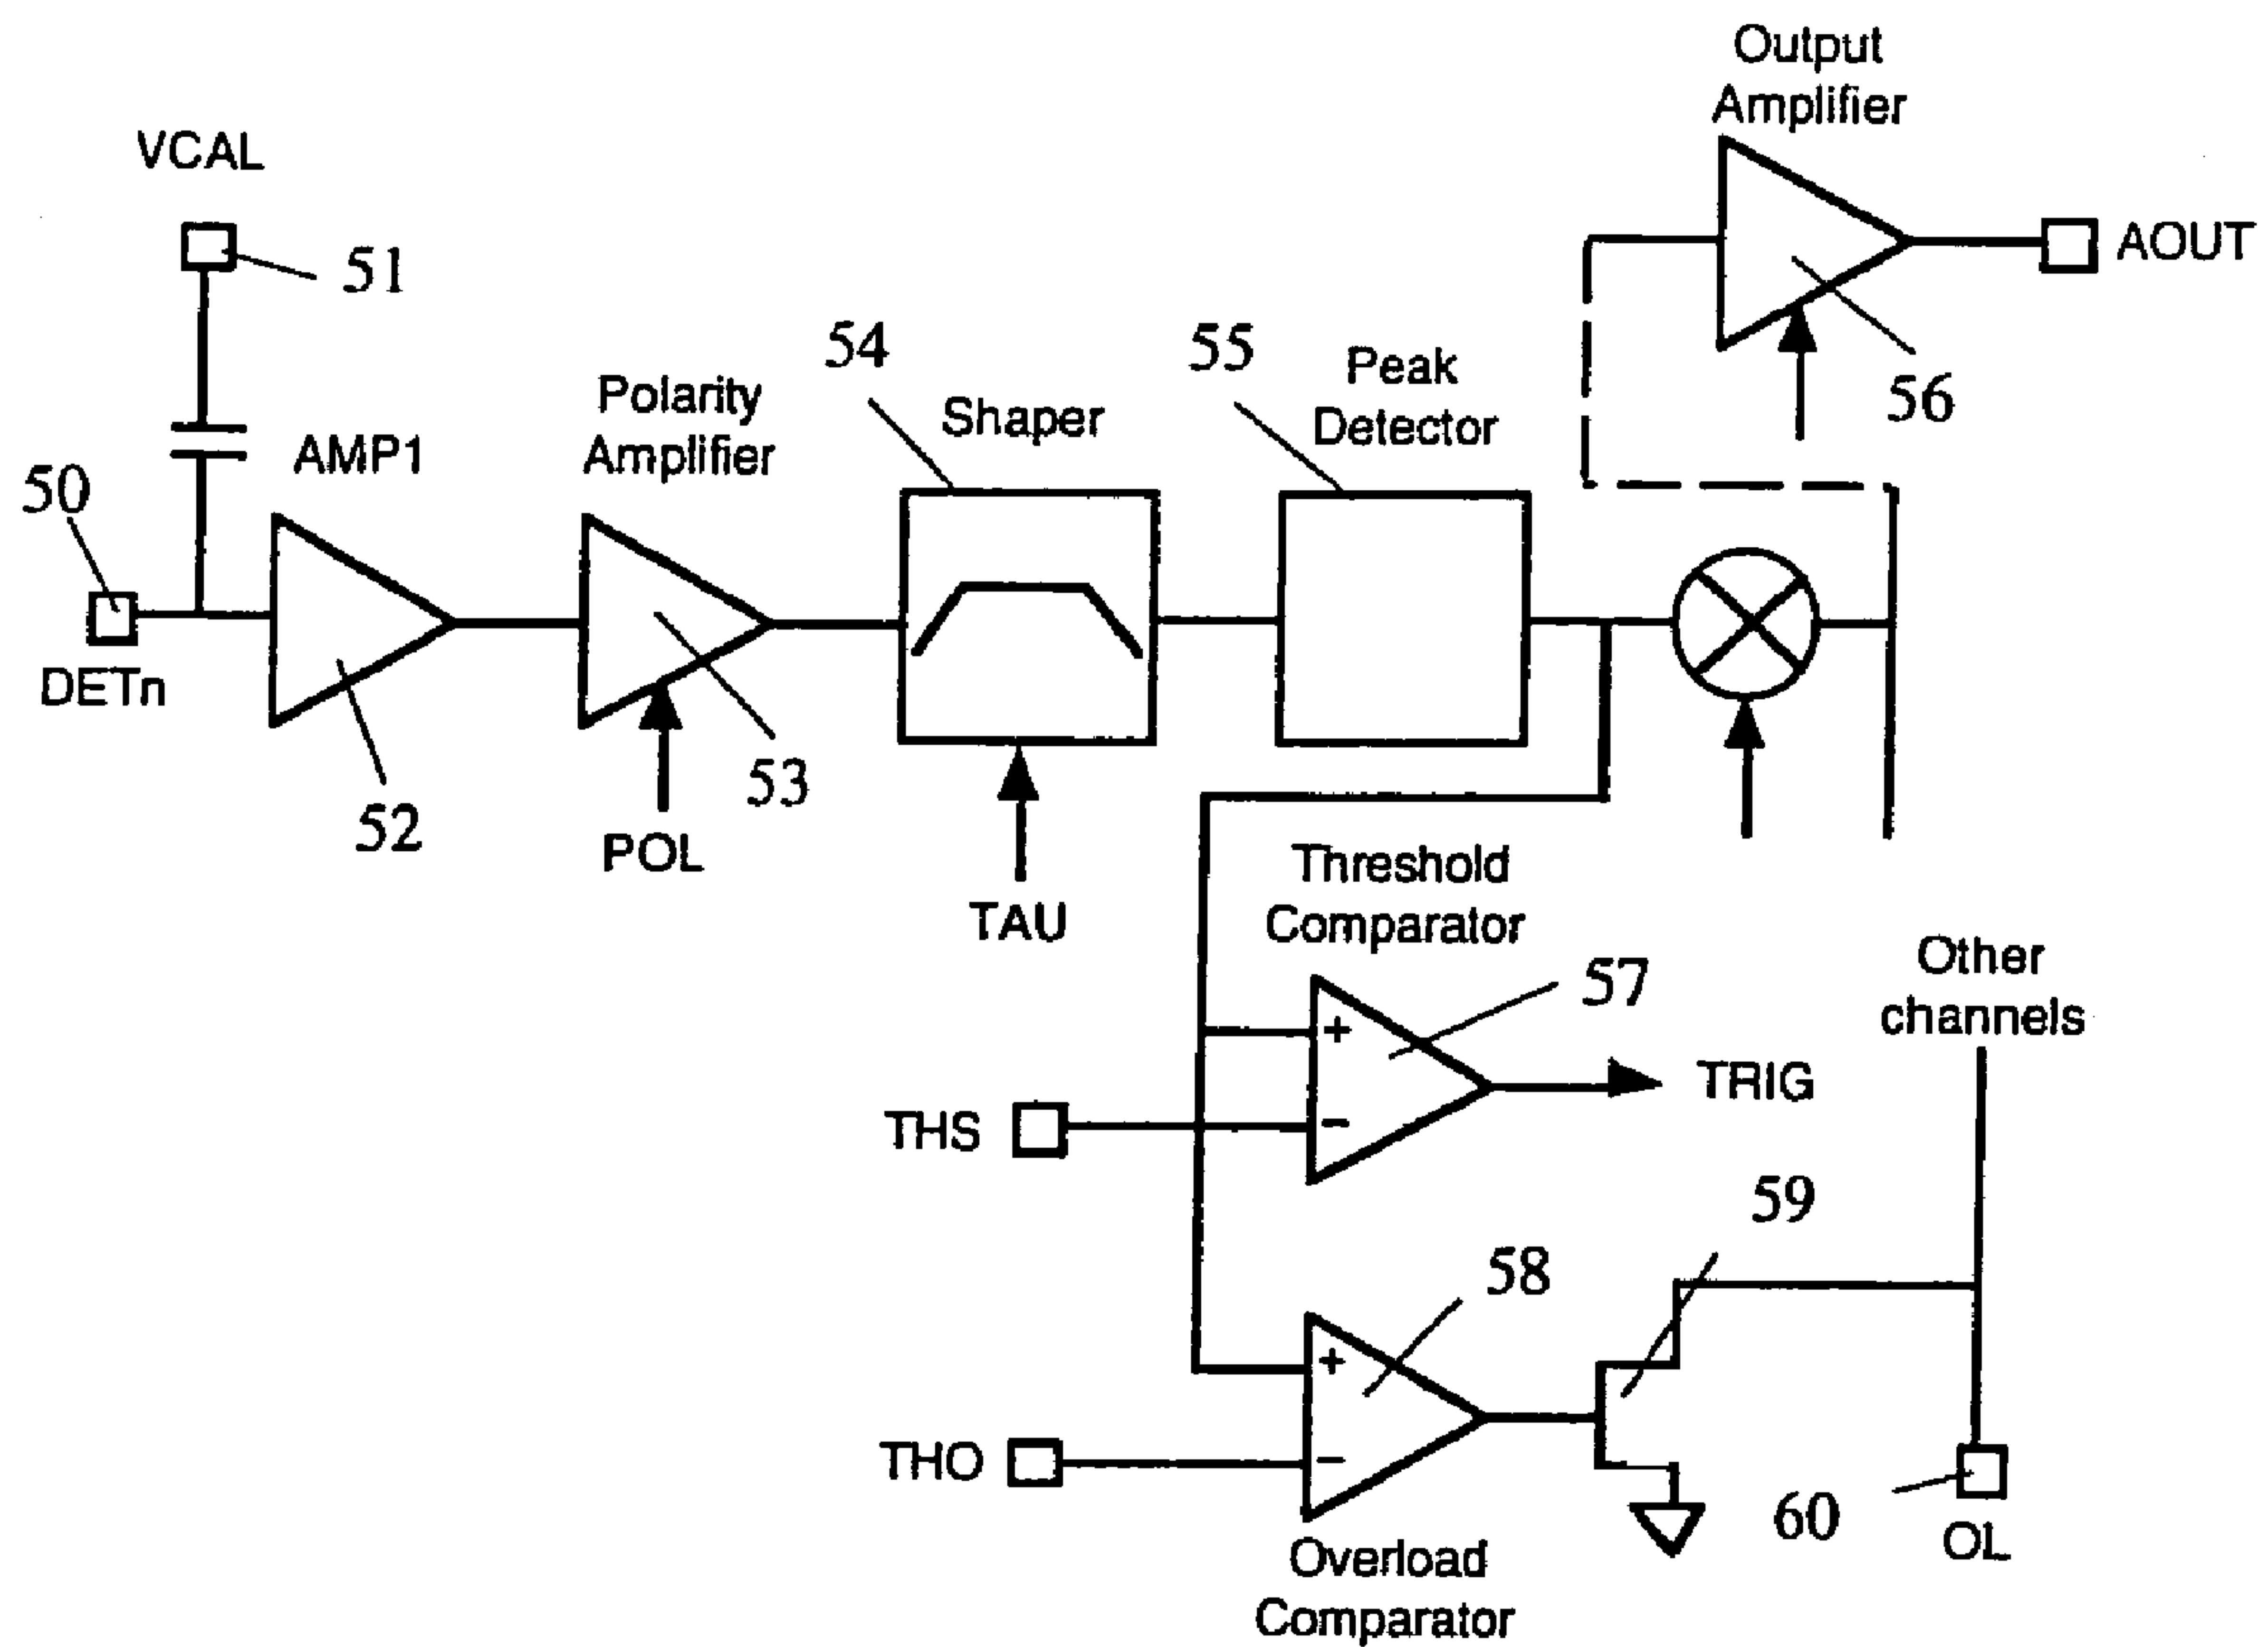 Output
Amplifier
VCAL
51
AOUT
54
55
Peak
Detector
Polarity
Amplifier
Shaper
56
AMP1
50
DETn
53
52
POL
TAU
Threshold
Comparator
57
Other
channels
+
THS
−
TRIG
59
58
+
THO
−
60
OL
Overload
Comparator